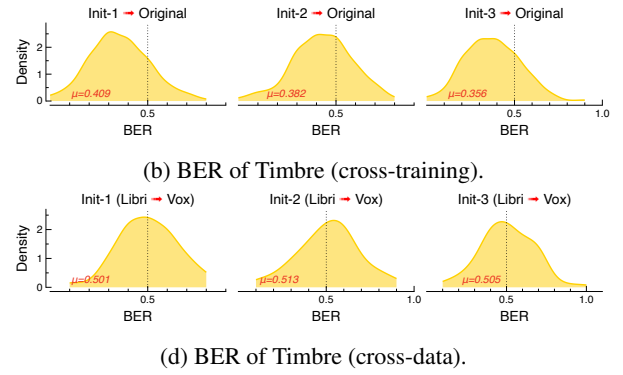 Init-1 → Original Init-2 → Original Init-3 → Original
Density
2
1
0
μ=0.409 μ=0.382 μ=0.356
0.5 0.5 0.5 1.0
BER BER BER
(b) BER of Timbre (cross-training).
Init-1 (Libri → Vox) Init-2 (Libri → Vox) Init-3 (Libri → Vox)
Density
2
1
0
μ=0.501 μ=0.513 μ=0.505
0.5 0.5 1.0 0.5 1.0
BER BER BER
(d) BER of Timbre (cross-data).